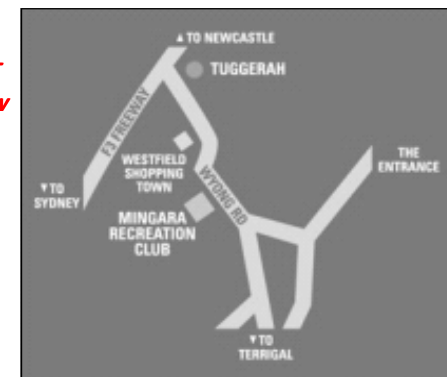 ▲TO NEWCASTLE
TUGGERAH
F3 FREEWAY
WESTFIELD
SHOPPING
TOWN
THE
ENTRANCE
▼TO
SYDNEY
WYONG RD
MINGARA
RECREATION
CLUB
▼TO
TERRIGAL